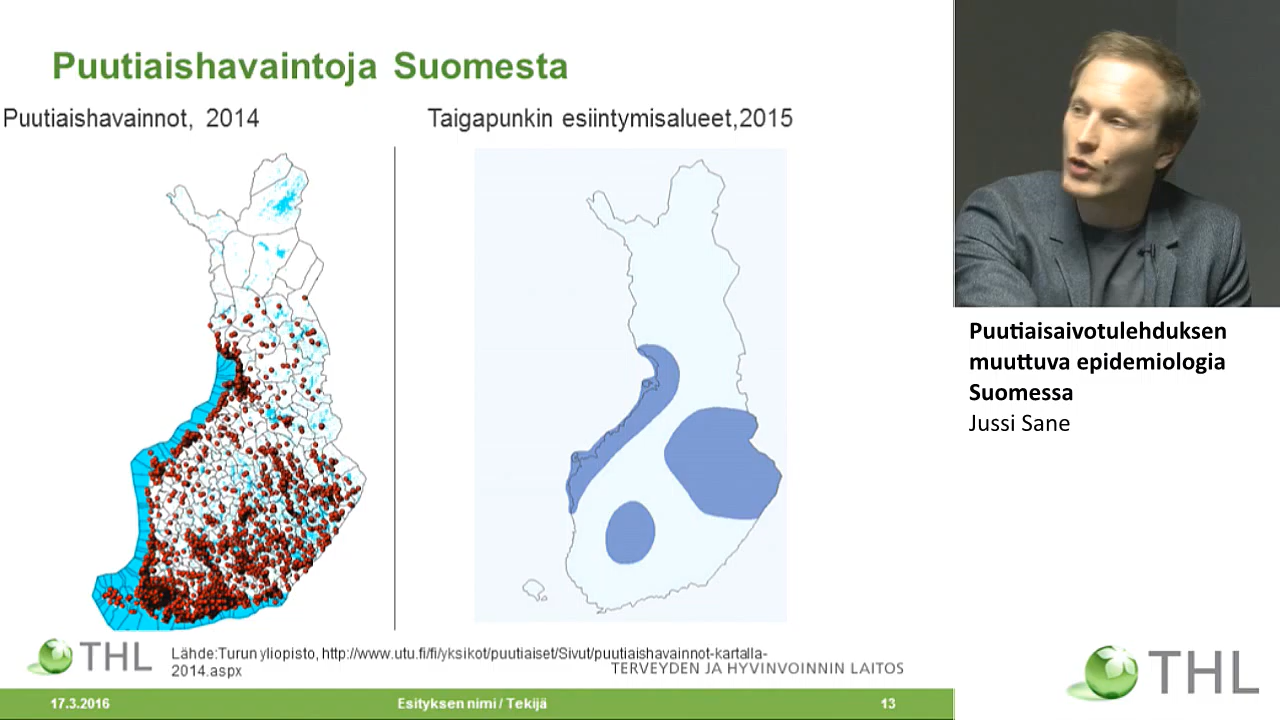 Puutiaishavaintoja Suomesta
Puutiaishavainnot, 2014
Taigapunkin esiintymisalueet,2015
Puutiaisaivotulehduksen
muuttuva epidemiologia
Suomessa
Jussi Sane
THL
Lähde:Turun yliopisto, http://www.utu.fi/fi/yksikot/puutiaiset/Sivut/puutiaishavainnot-kartalla-
2014.aspx
TERVEYDEN JA HYVINVOINNIN LAITOS
THL
17.3.2016
Esityksen nimi / Tekijä
13